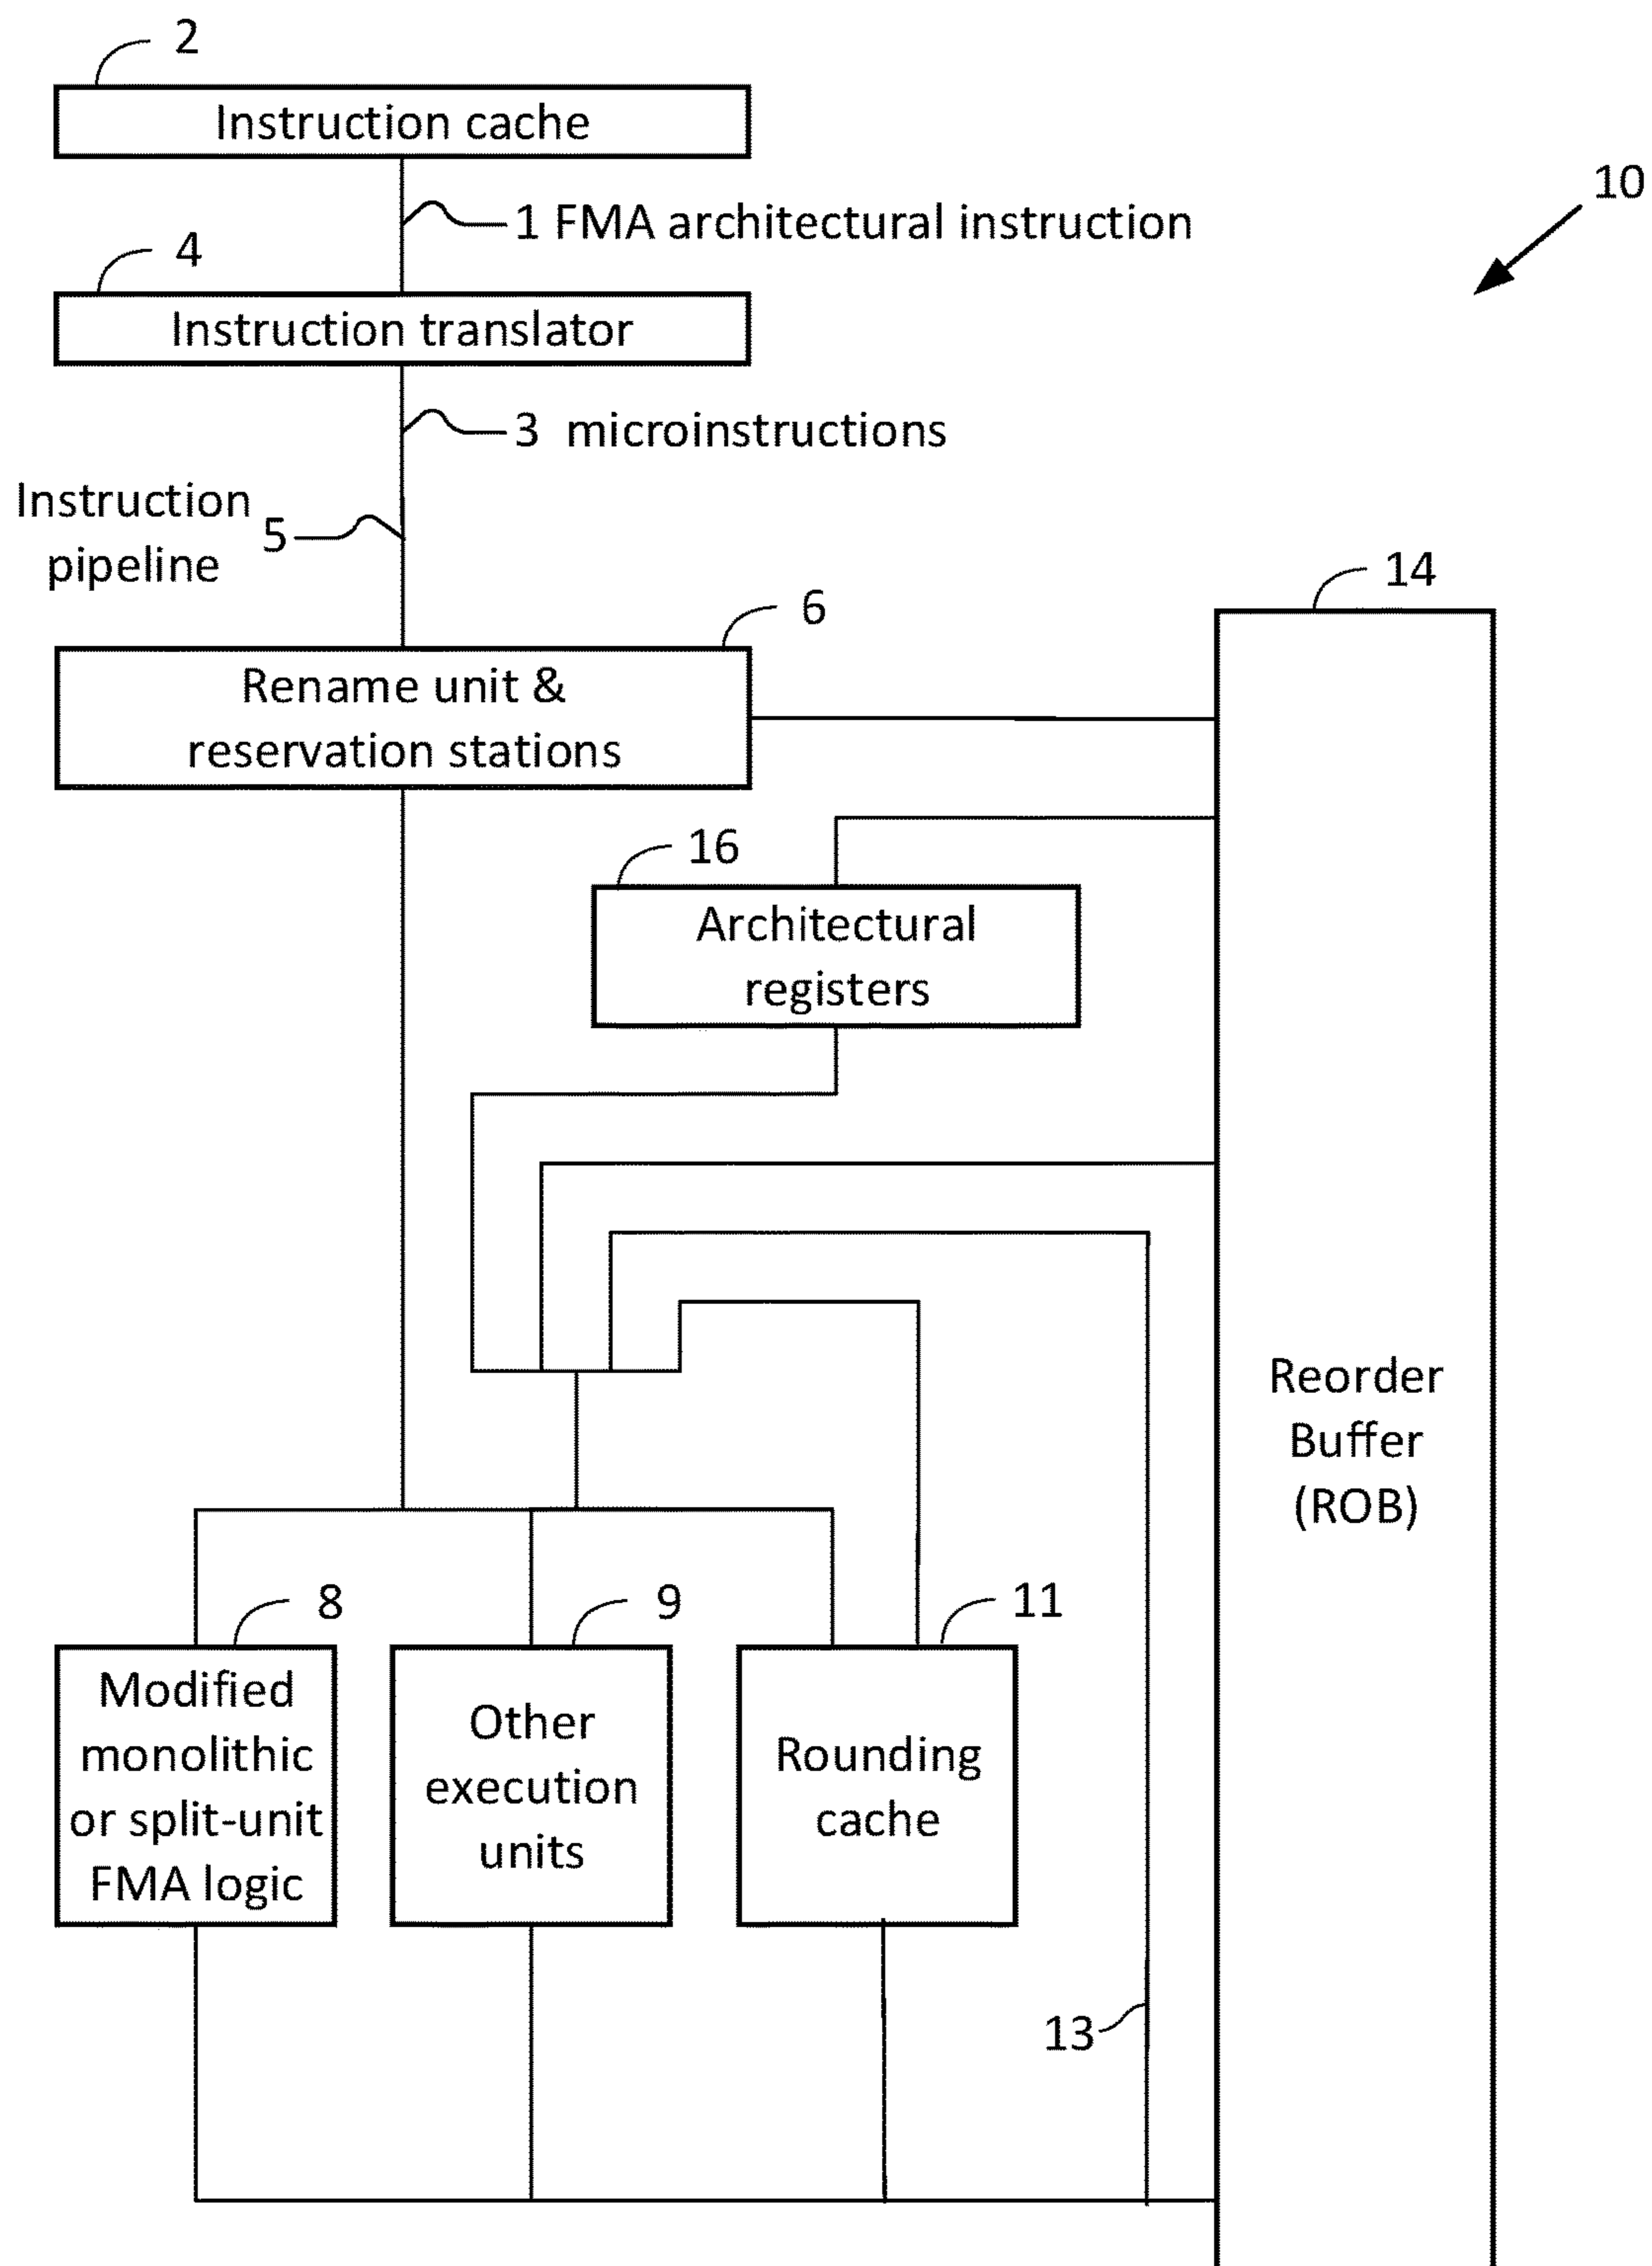 2
Instruction cache
10
1 FMA architectural instruction
4
Instruction translator
3 microinstructions
Instruction
pipeline
5
14
6
Rename unit &
reservation stations
16
Architectural
registers
Reorder
Buffer
(ROB)
8
9
11
Modified
monolithic
or split-unit
FMA logic
Other
execution
units
Rounding
cache
13